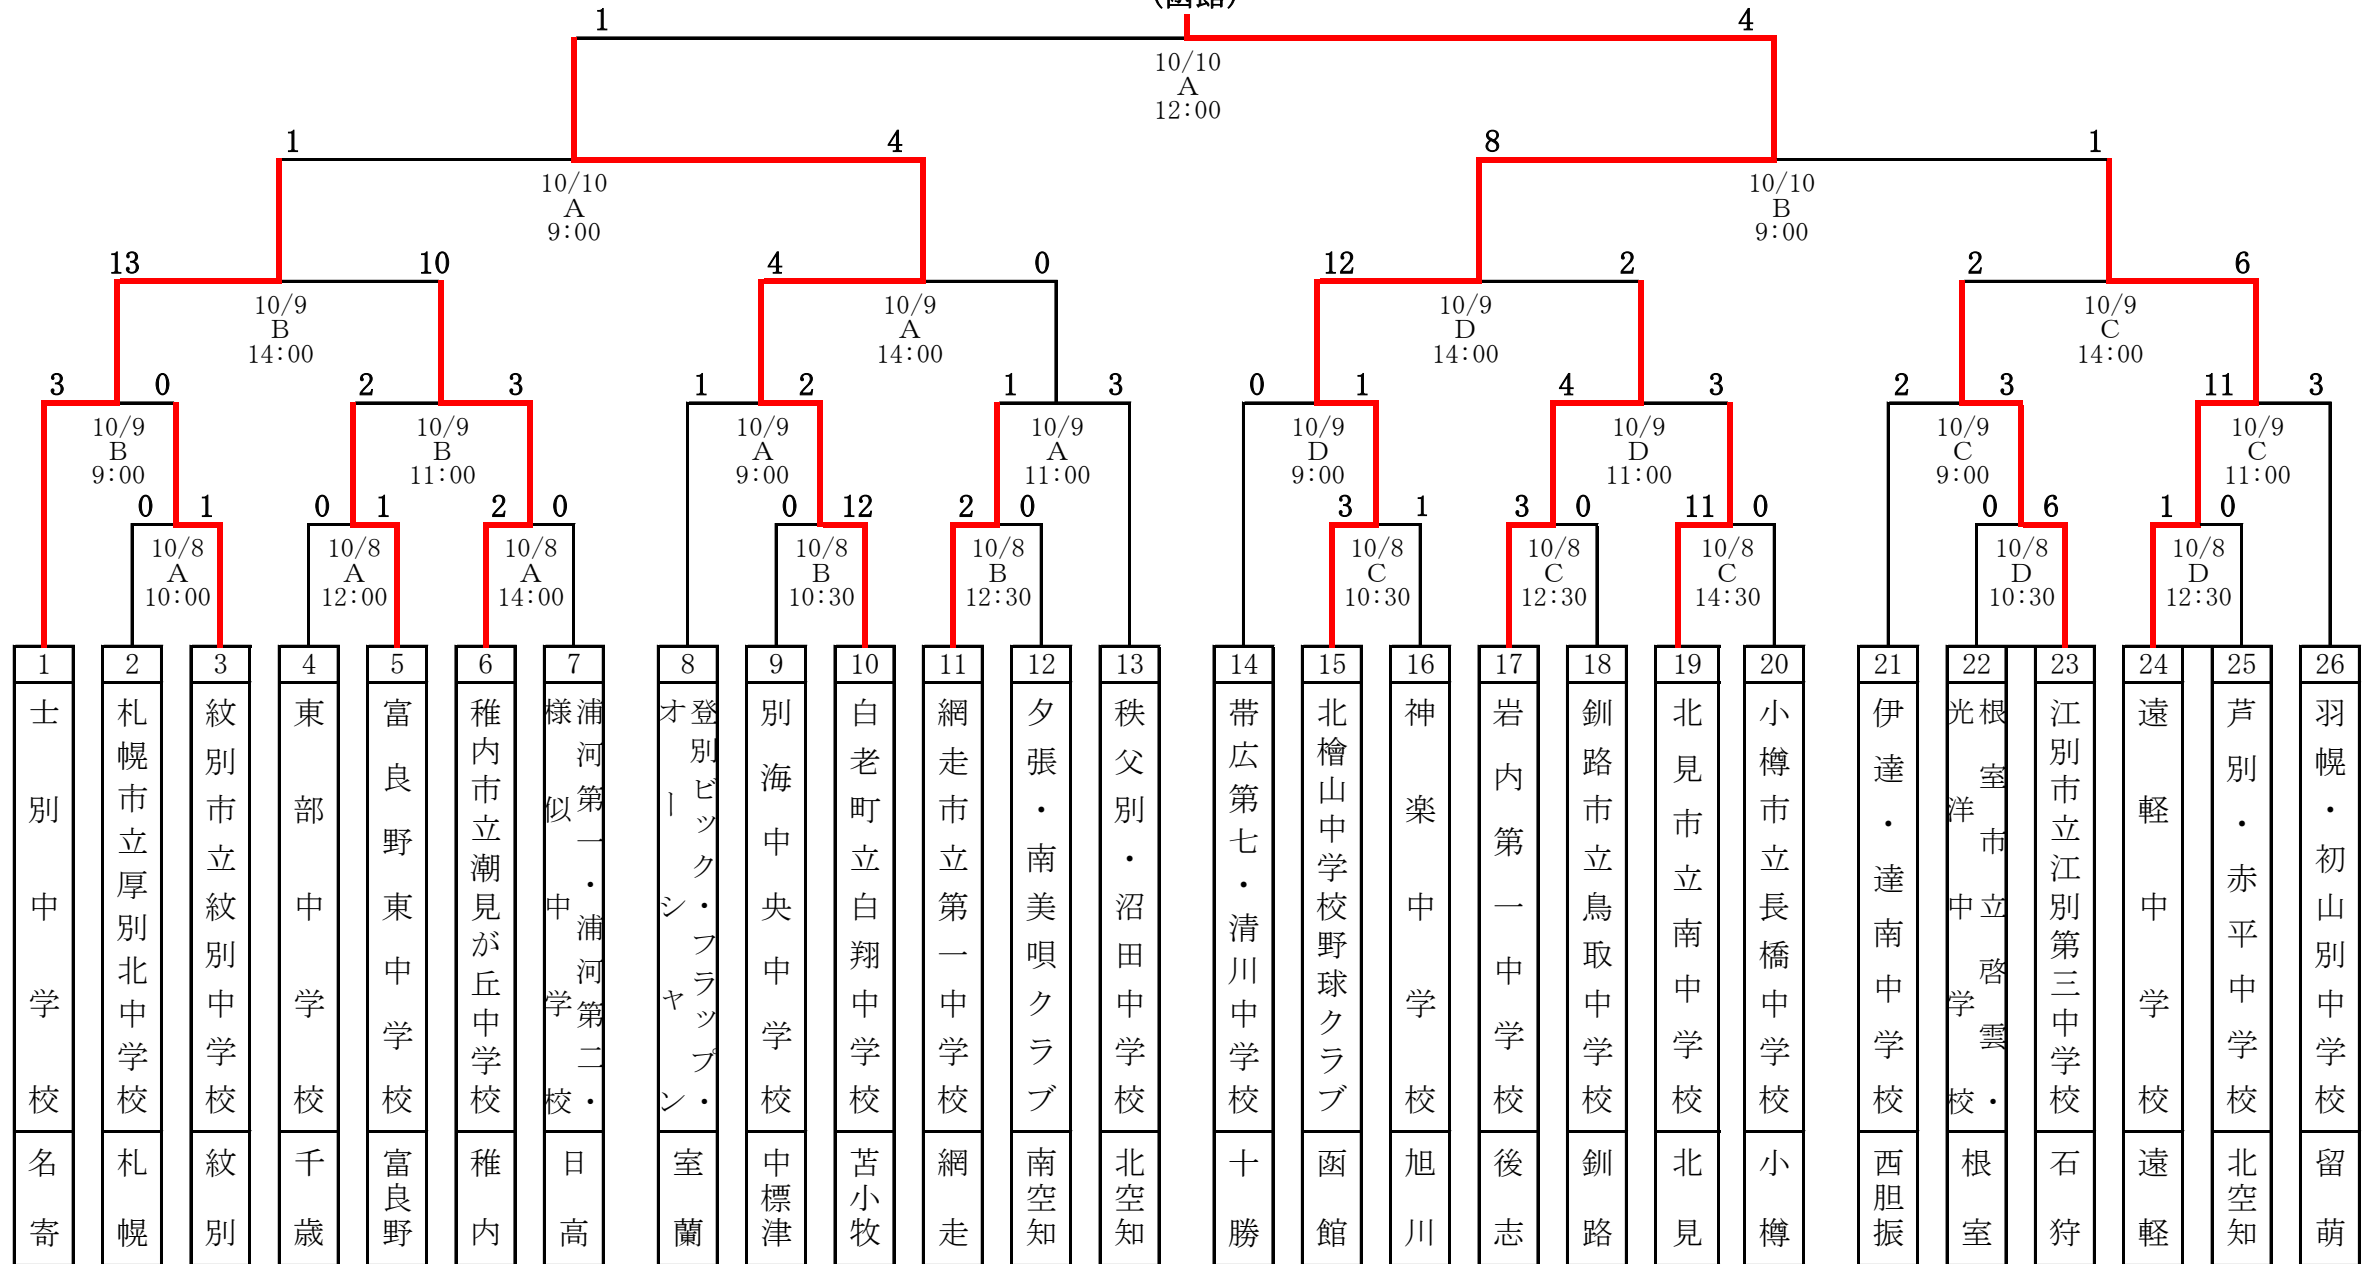 (函館)
1 4
10/10
A
12:00
1 4 8 1
10/10 10/10
A B
9:00 9:00
13 10 4 0 12 2 2 6
10/9 10/9 10/9 10/9
B A D C
14:00 14:00 14:00 14:00
3 0 2 3 1 2 1 3 0 1 4 3 2 3 11 3
10/9 10/9 10/9 10/9 10/9 10/9 10/9 10/9
B B A A D D C C
9:00 11:00 9:00 11:00 9:00 11:00 9:00 11:00
0 1 0 1 2 0 0 12 2 0 3 1 3 0 11 0 0 6 1 0
10/8 10/8 10/8 10/8 10/8 10/8 10/8 10/8 10/8 10/8
A A A B B C C C D D
10:00 12:00 14:00 10:30 12:30 10:30 12:30 14:30 10:30 12:30
1 2 3 4 5 6 7 8 9 10 11 12 13 14 15 16 17 18 19 20 21 22 23 24 25 26
士別中学校
札幌市立厚別北中学校
紋別市立紋別中学校
東部中学校
富良野東中学校
稚内市立潮見が丘中学校
浦河第一・浦河第二・
様似中学校
登別ビック・フラップ・
オーシャン
別海中央中学校
白老町立白翔中学校
網走市立第一中学校
夕張・南美唄クラブ
秩父別・沼田中学校
帯広第七・清川中学校
北檜山中学校野球クラブ
神楽中学校
岩内第一中学校
釧路市立鳥取中学校
北見市立南中学校
小樽市立長橋中学校
伊達・達南中学校
根室市立啓雲・
光洋中学校
江別市立江別第三中学校
遠軽中学校
芦別・赤平中学校
羽幌・初山別中学校
名寄
札幌
紋別
千歳
富良野
稚内
日高
室蘭
中標津
苫小牧
網走
南空知
北空知
十勝
函館
旭川
後志
釧路
北見
小樽
西胆振
根室
石狩
遠軽
北空知
留萌